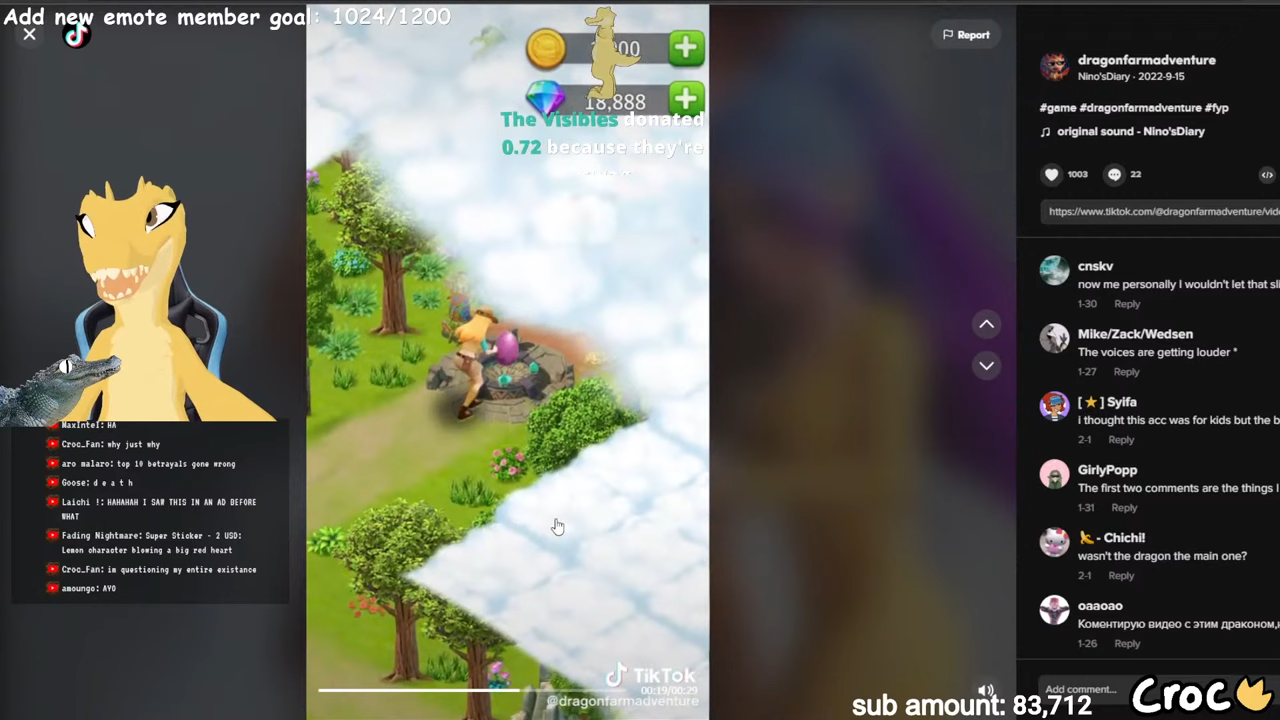 Add new emote member goal: 1024/1200
Report
18,888
The Visibles donated
0.72 because they're
MaxIntel: HA
Croc_Fan: why just why
aro malaro: top 10 betrayals gone wrong
Goose: d e a t h
Laichi !: HAHAHAH I SAW THIS IN AN AD BEFORE
WHAT
Fading Nightmare: Super Sticker - 2 USD:
Lemon character blowing a big red heart
Croc_Fan: im questioning my entire existance
amoungo: AYO
TikTok
00:19/00:29
@dragonfarmadventure
dragonfarmadventure
Nino'sDiary · 2022-9-15
#game #dragonfarmadventure #fyp
original sound - Nino'sDiary
1003
22
https://www.tiktok.com/@dragonfarmadventure/vid
cnskv
now me personally I wouldn't let that sli
1-30 Reply
Mike/Zack/Wedsen
The voices are getting louder *
1-27 Reply
[ ⭐ ] Syifa
i thought this acc was for kids but the b
2-1 Reply
GirlyPopp
The first two comments are the things I
1-31 Reply
- Chichi!
wasn't the dragon the main one?
2-1 Reply
oaaoao
Коментирую видео с этим драконом,
1-26 Reply
Add comment...
sub amount: 83,712
Croc